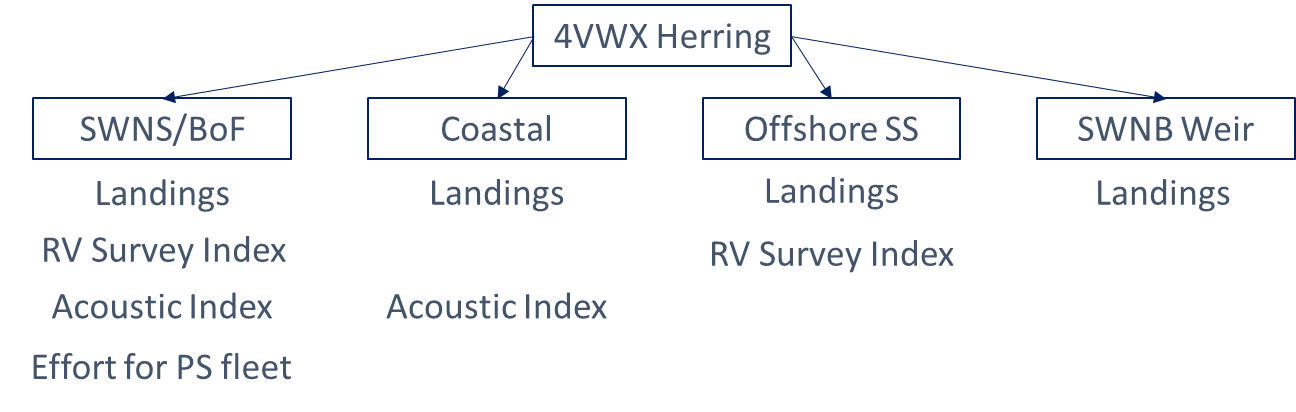 4VWX Herring
SWNS/BoF
Coastal
Offshore SS
SWNB Weir
Landings
Landings
Landings
Landings
RV Survey Index
RV Survey Index
Acoustic Index
Acoustic Index
Effort for PS fleet